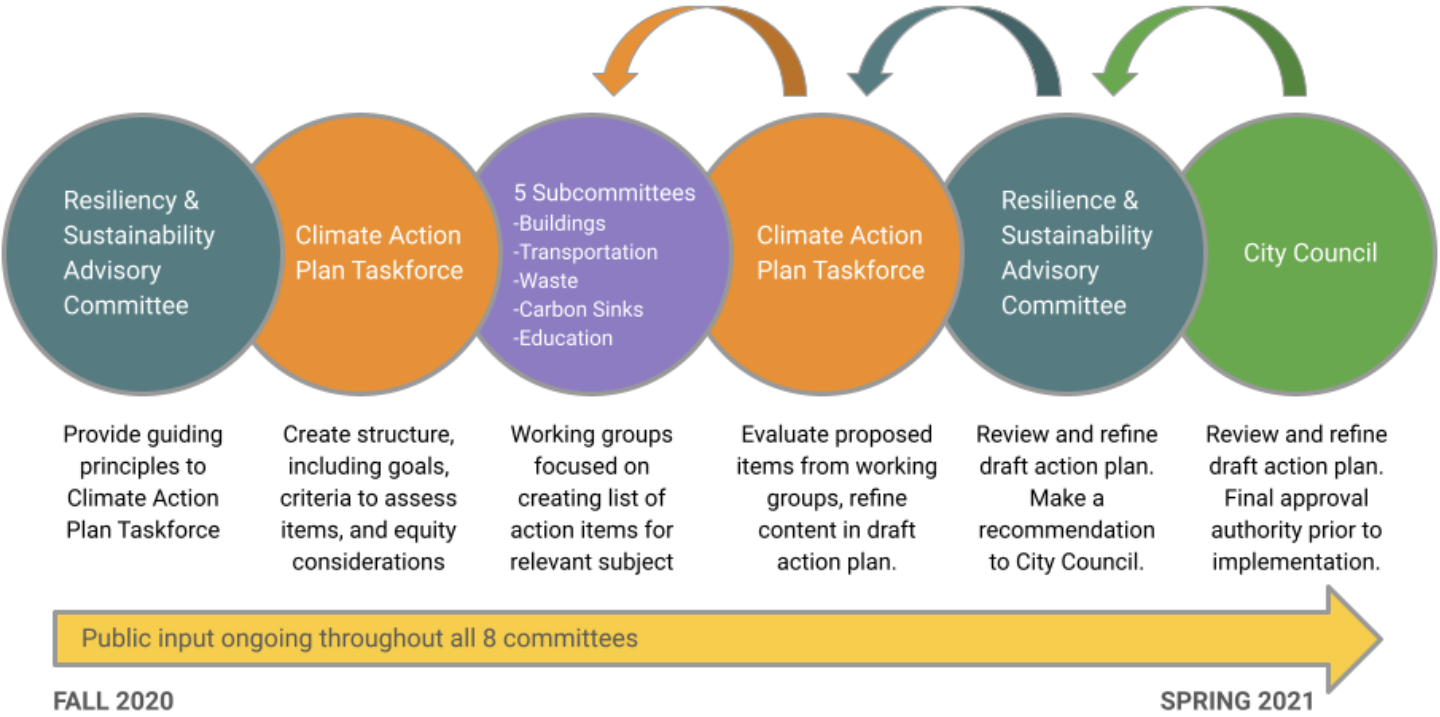 Resiliency &
Sustainability
Advisory
Committee
Climate Action
Plan Taskforce
5 Subcommittees
-Buildings
-Transportation
-Waste
-Carbon Sinks
-Education
Climate Action
Plan Taskforce
Resilience &
Sustainability
Advisory
Committee
City Council
Provide guiding
principles to
Climate Action
Plan Taskforce
Create structure,
including goals,
criteria to assess
items, and equity
considerations
Working groups
focused on
creating list of
action items for
relevant subject
Evaluate proposed
items from working
groups, refine
content in draft
action plan.
Review and refine
draft action plan.
Make a
recommendation
to City Council.
Review and refine
draft action plan.
Final approval
authority prior to
implementation.
Public input ongoing throughout all 8 committees
FALL 2020
SPRING 2021